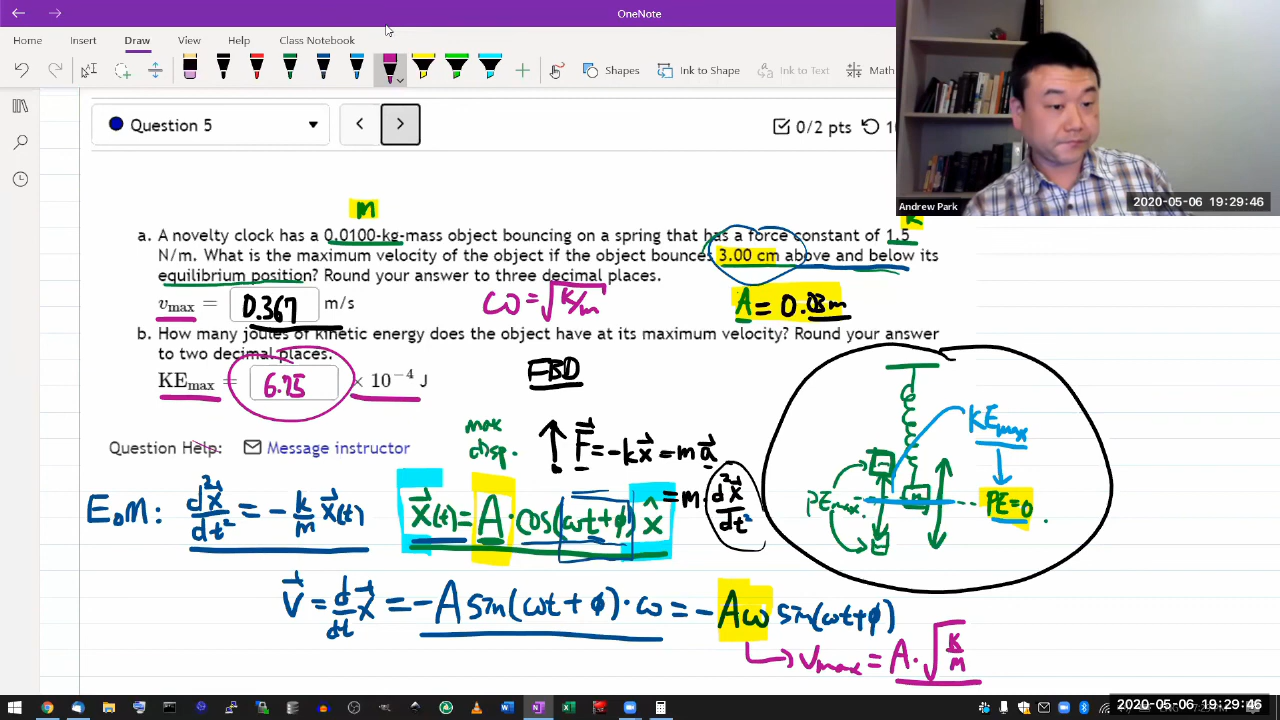 OneNote
Home Insert Draw View Help Class Notebook
Shapes Ink to Shape Ink to Text Math
Question 5
0/2 pts
Andrew Park
2020-05-06 19:29:46
m
k
a. A novelty clock has a 0.0100-kg-mass object bouncing on a spring that has a force constant of 1.5
N/m. What is the maximum velocity of the object if the object bounces 3.00 cm above and below its
equilibrium position? Round your answer to three decimal places.
v_max = 0.367 m/s
ω = √k/m
A = 0.03m
b. How many joules of kinetic energy does the object have at its maximum velocity? Round your answer
to two decimal places.
KE_max = 6.75 × 10⁻⁴ J
FBD
Question Help: Message instructor
max
disp.
F⃗ = -kx⃗ = ma⃗
= m · d²x⃗/dt²
KE_max
PE_max
PE=0
EoM: d²x⃗/dt² = -k/m x⃗(t)
x⃗(t) = A · cos(ωt+φ) x̂
v⃗ = d/dt x⃗ = -A sin(ωt + φ) · ω = -Aω sin(ωt+φ)
v_max = A · √k/m
2020-05-06 19:29:46